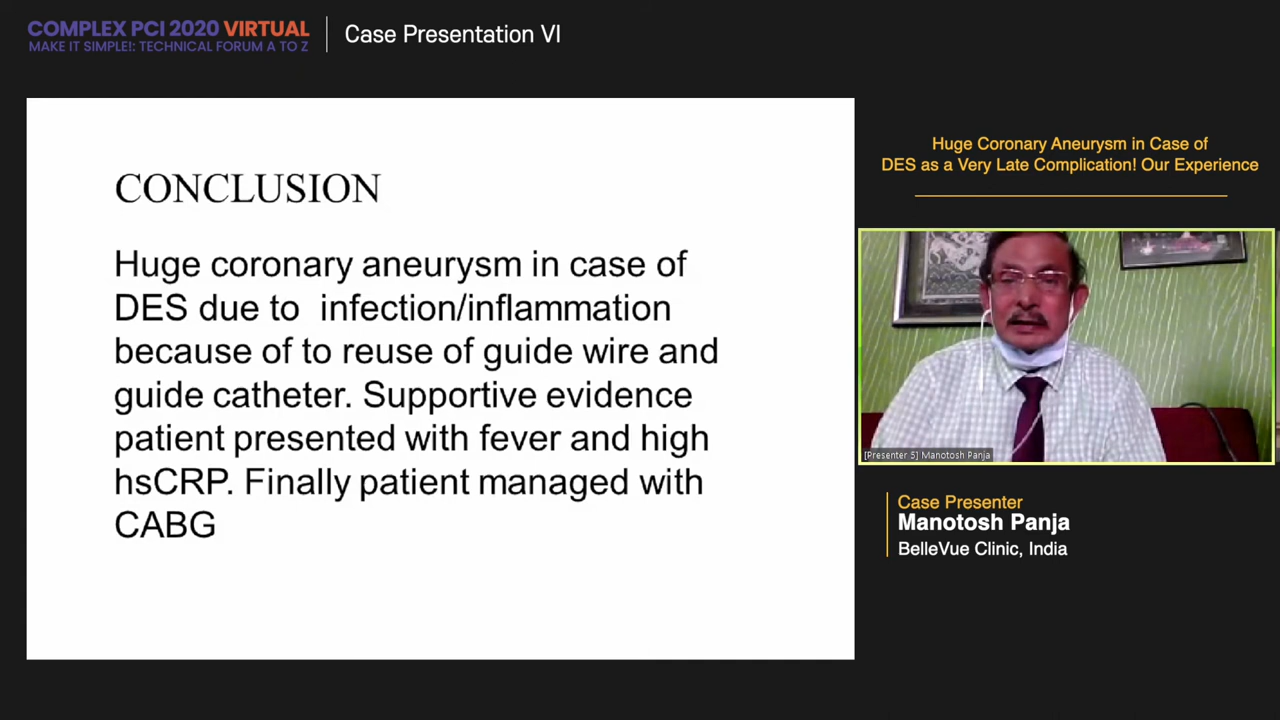 COMPLEX PCI 2020 VIRTUAL
MAKE IT SIMPLE!: TECHNICAL FORUM A TO Z
Case Presentation VI
CONCLUSION
Huge coronary aneurysm in case of
DES due to infection/inflammation
because of to reuse of guide wire and
guide catheter. Supportive evidence
patient presented with fever and high
hsCRP. Finally patient managed with
CABG
Huge Coronary Aneurysm in Case of
DES as a Very Late Complication! Our Experience
[Presenter 5] Manotosh Panja
Case Presenter
Manotosh Panja
BelleVue Clinic, India